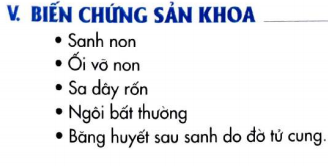 V. BIẾN CHỨNG SẢN KHOA
• Sanh non
• Ối vỡ non
• Sa dây rốn
• Ngôi bất thường
• Băng huyết sau sanh do đờ tử cung.